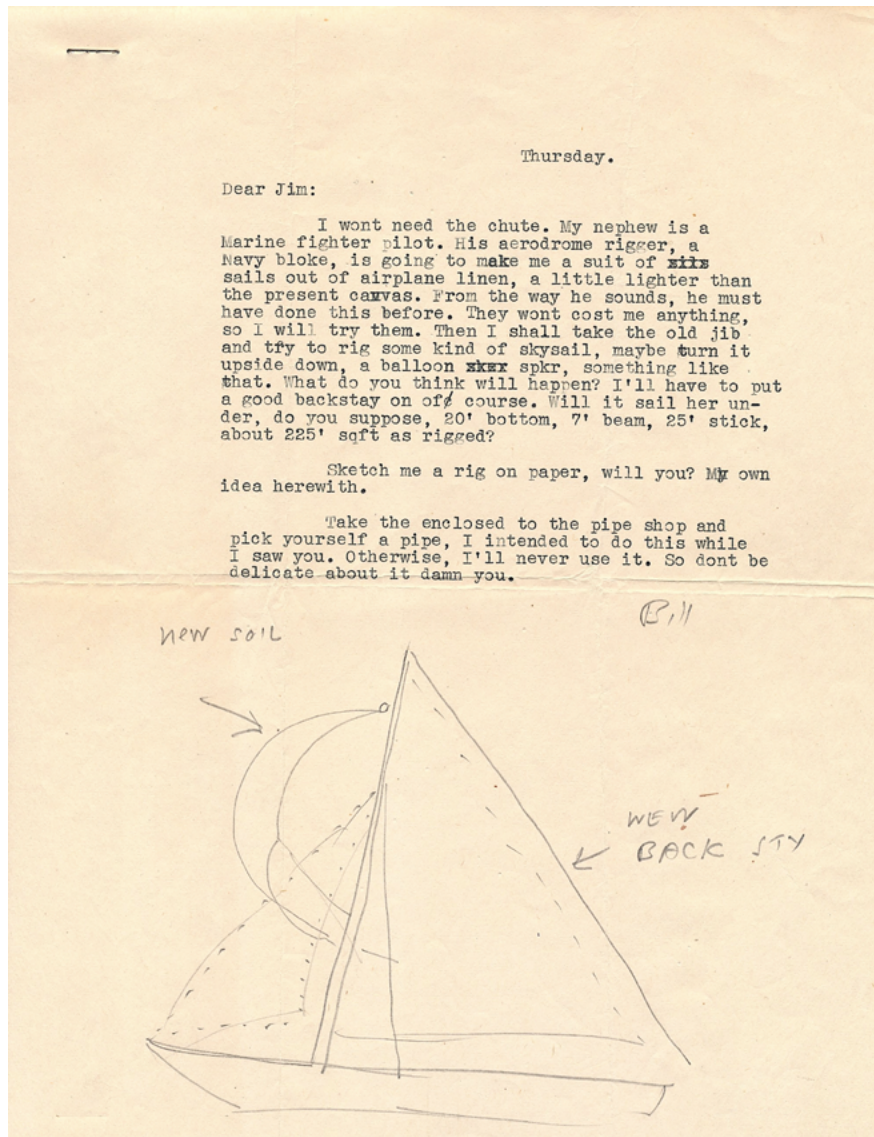 Thursday.
Dear Jim:
I wont need the chute. My nephew is a
Marine fighter pilot. His aerodrome rigger, a
Navy bloke, is going to make me a suit of sils
sails out of airplane linen, a little lighter than
the present canvas. From the way he sounds, he must
have done this before. They wont cost me anything,
so I will try them. Then I shall take the old jib
and try to rig some kind of skysail, maybe turn it
upside down, a balloon spkr, something like
that. What do you think will happen? I'll have to put
a good backstay on of course. Will it sail her un-
der, do you suppose, 20' bottom, 7' beam, 25' stick,
about 225' sqft as rigged?
Sketch me a rig on paper, will you? My own
idea herewith.
Take the enclosed to the pipe shop and
pick yourself a pipe, I intended to do this while
I saw you. Otherwise, I'll never use it. So dont be
delicate about it damn you.
Bill
new soil
new
BACK STY